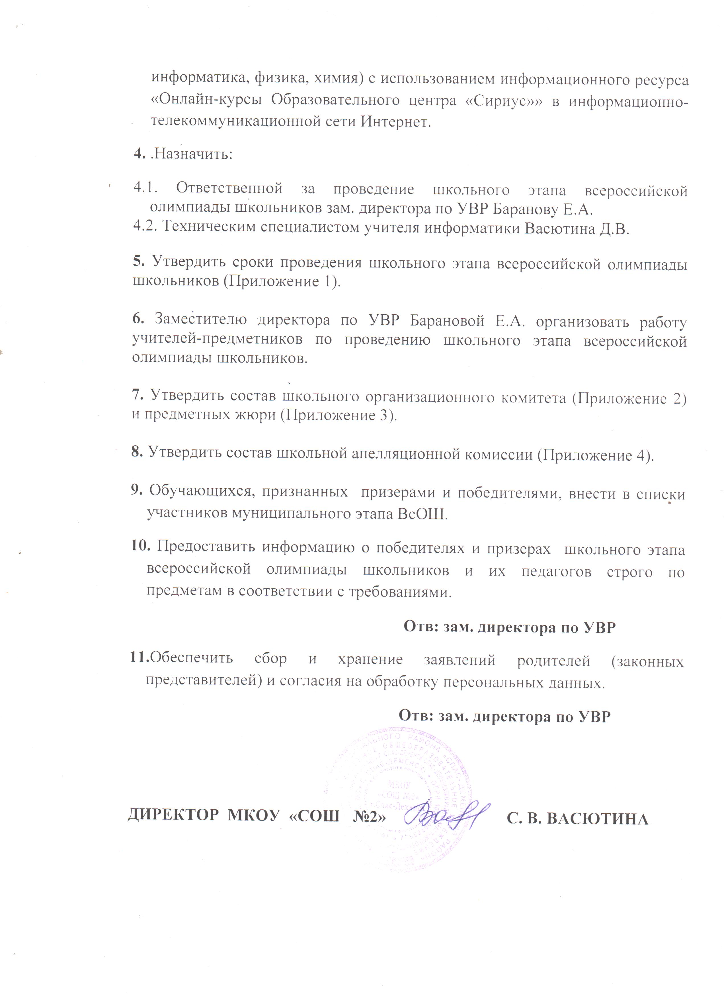 информатика, физика, химия) с использованием информационного ресурса
«Онлайн-курсы Образовательного центра «Сириус»» в информационно-
телекоммуникационной сети Интернет.
4. .Назначить:
4.1. Ответственной за проведение школьного этапа всероссийской
олимпиады школьников зам. директора по УВР Баранову Е.А.
4.2. Техническим специалистом учителя информатики Васютина Д.В.
5. Утвердить сроки проведения школьного этапа всероссийской олимпиады
школьников (Приложение 1).
6. Заместителю директора по УВР Барановой Е.А. организовать работу
учителей-предметников по проведению школьного этапа всероссийской
олимпиады школьников.
7. Утвердить состав школьного организационного комитета (Приложение 2)
и предметных жюри (Приложение 3).
8. Утвердить состав школьной апелляционной комиссии (Приложение 4).
9. Обучающихся, признанных призерами и победителями, внести в списки
участников муниципального этапа ВсОШ.
10. Предоставить информацию о победителях и призерах школьного этапа
всероссийской олимпиады школьников и их педагогов строго по
предметам в соответствии с требованиями.
Отв: зам. директора по УВР
11.Обеспечить сбор и хранение заявлений родителей (законных
представителей) и согласия на обработку персональных данных.
Отв: зам. директора по УВР
РАЙОНА «СПАС-ДЕМЕНСКИЙ РАЙОН»
ОБЩЕОБРАЗОВАТЕЛЬНОЕ
МКОУ
«СОШ №2»
г.Спас-Деменск
ДИРЕКТОР МКОУ «СОШ №2» С. В. ВАСЮТИНА